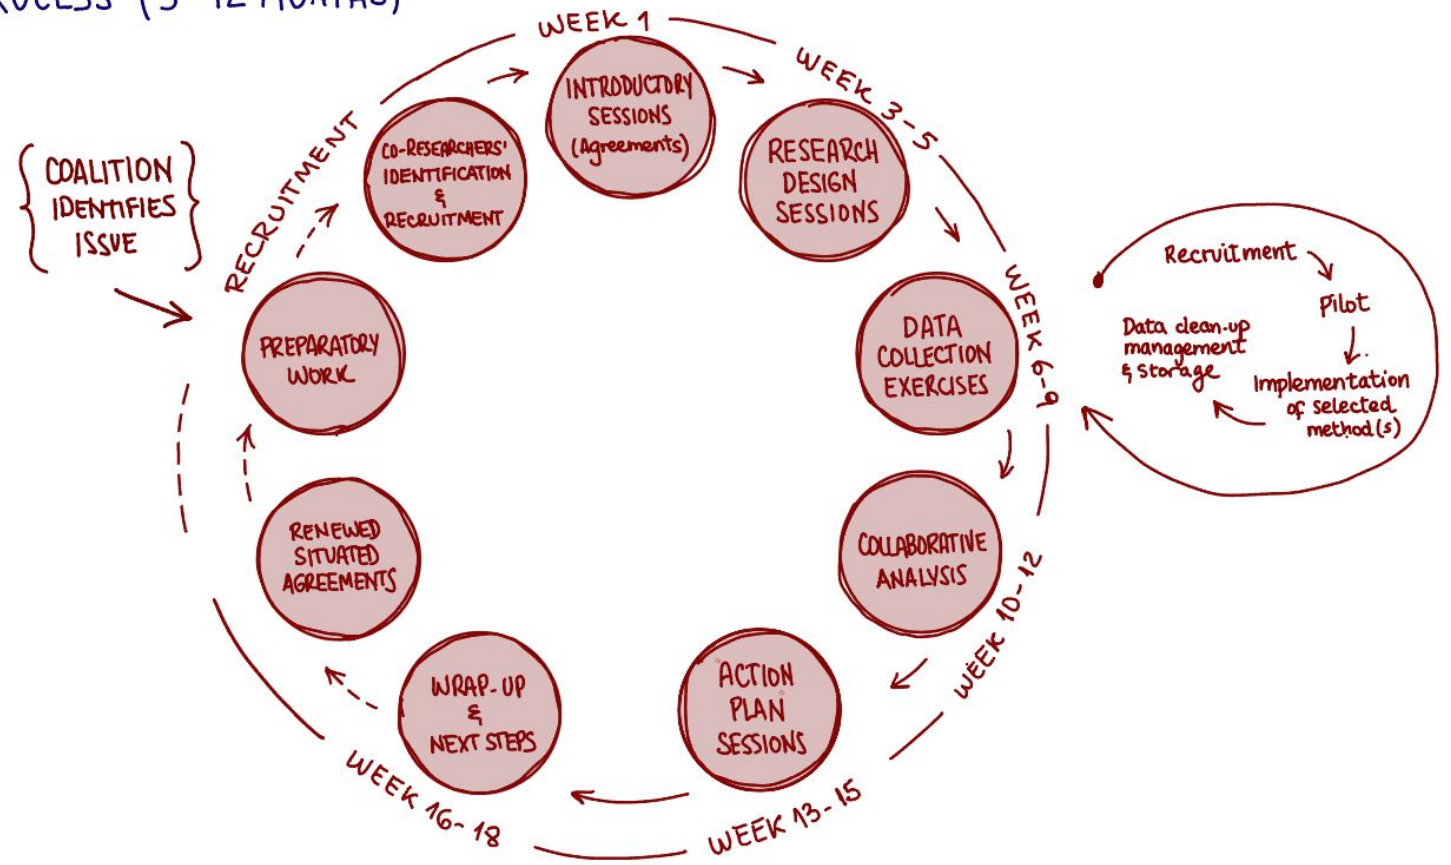 (3-12 MONTHS)
COALITION
IDENTIFIES
ISSUE
RECRUITMENT
PREPARATORY
WORK
CO-RESEARCHERS'
IDENTIFICATION
&
RECRUITMENT
WEEK 1
INTRODUCTORY
SESSIONS
(Agreements)
WEEK 3-5
RESEARCH
DESIGN
SESSIONS
WEEK 6-9
DATA
COLLECTION
EXERCISES
Recruitment
Pilot
Implementation
of selected
method(s)
Data clean-up
management
& storage
WEEK 10-12
COLLABORATIVE
ANALYSIS
WEEK 13-15
ACTION
PLAN
SESSIONS
WEEK 16-18
WRAP-UP
&
NEXT STEPS
RENEWED
SITUATED
AGREEMENTS